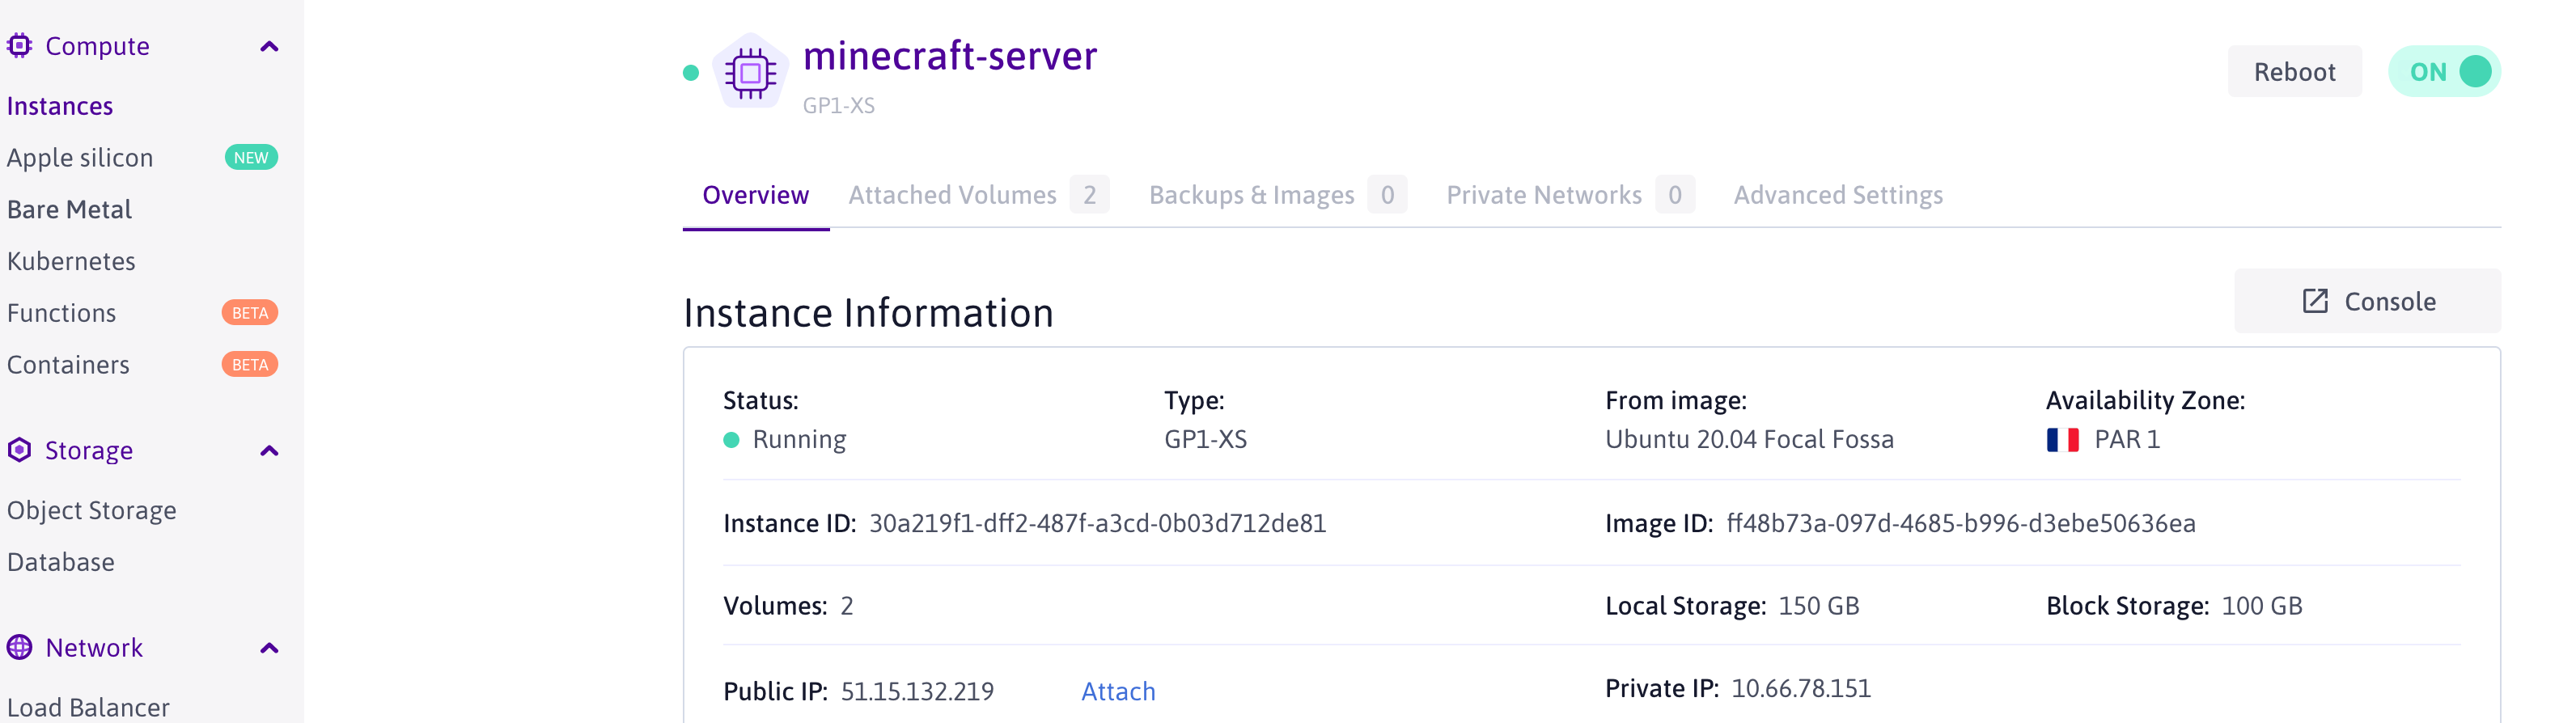 Compute
Instances
Apple silicon NEW
Bare Metal
Kubernetes
Functions BETA
Containers BETA
Storage
Object Storage
Database
Network
Load Balancer
minecraft-server
GP1-XS
Reboot ON
Overview Attached Volumes 2 Backups & Images 0 Private Networks 0 Advanced Settings
Instance Information
Console
Status: Type: From image: Availability Zone:
Running GP1-XS Ubuntu 20.04 Focal Fossa PAR 1
Instance ID: 30a219f1-dff2-487f-a3cd-0b03d712de81 Image ID: ff48b73a-097d-4685-b996-d3ebe50636ea
Volumes: 2 Local Storage: 150 GB Block Storage: 100 GB
Public IP: 51.15.132.219 Attach Private IP: 10.66.78.151